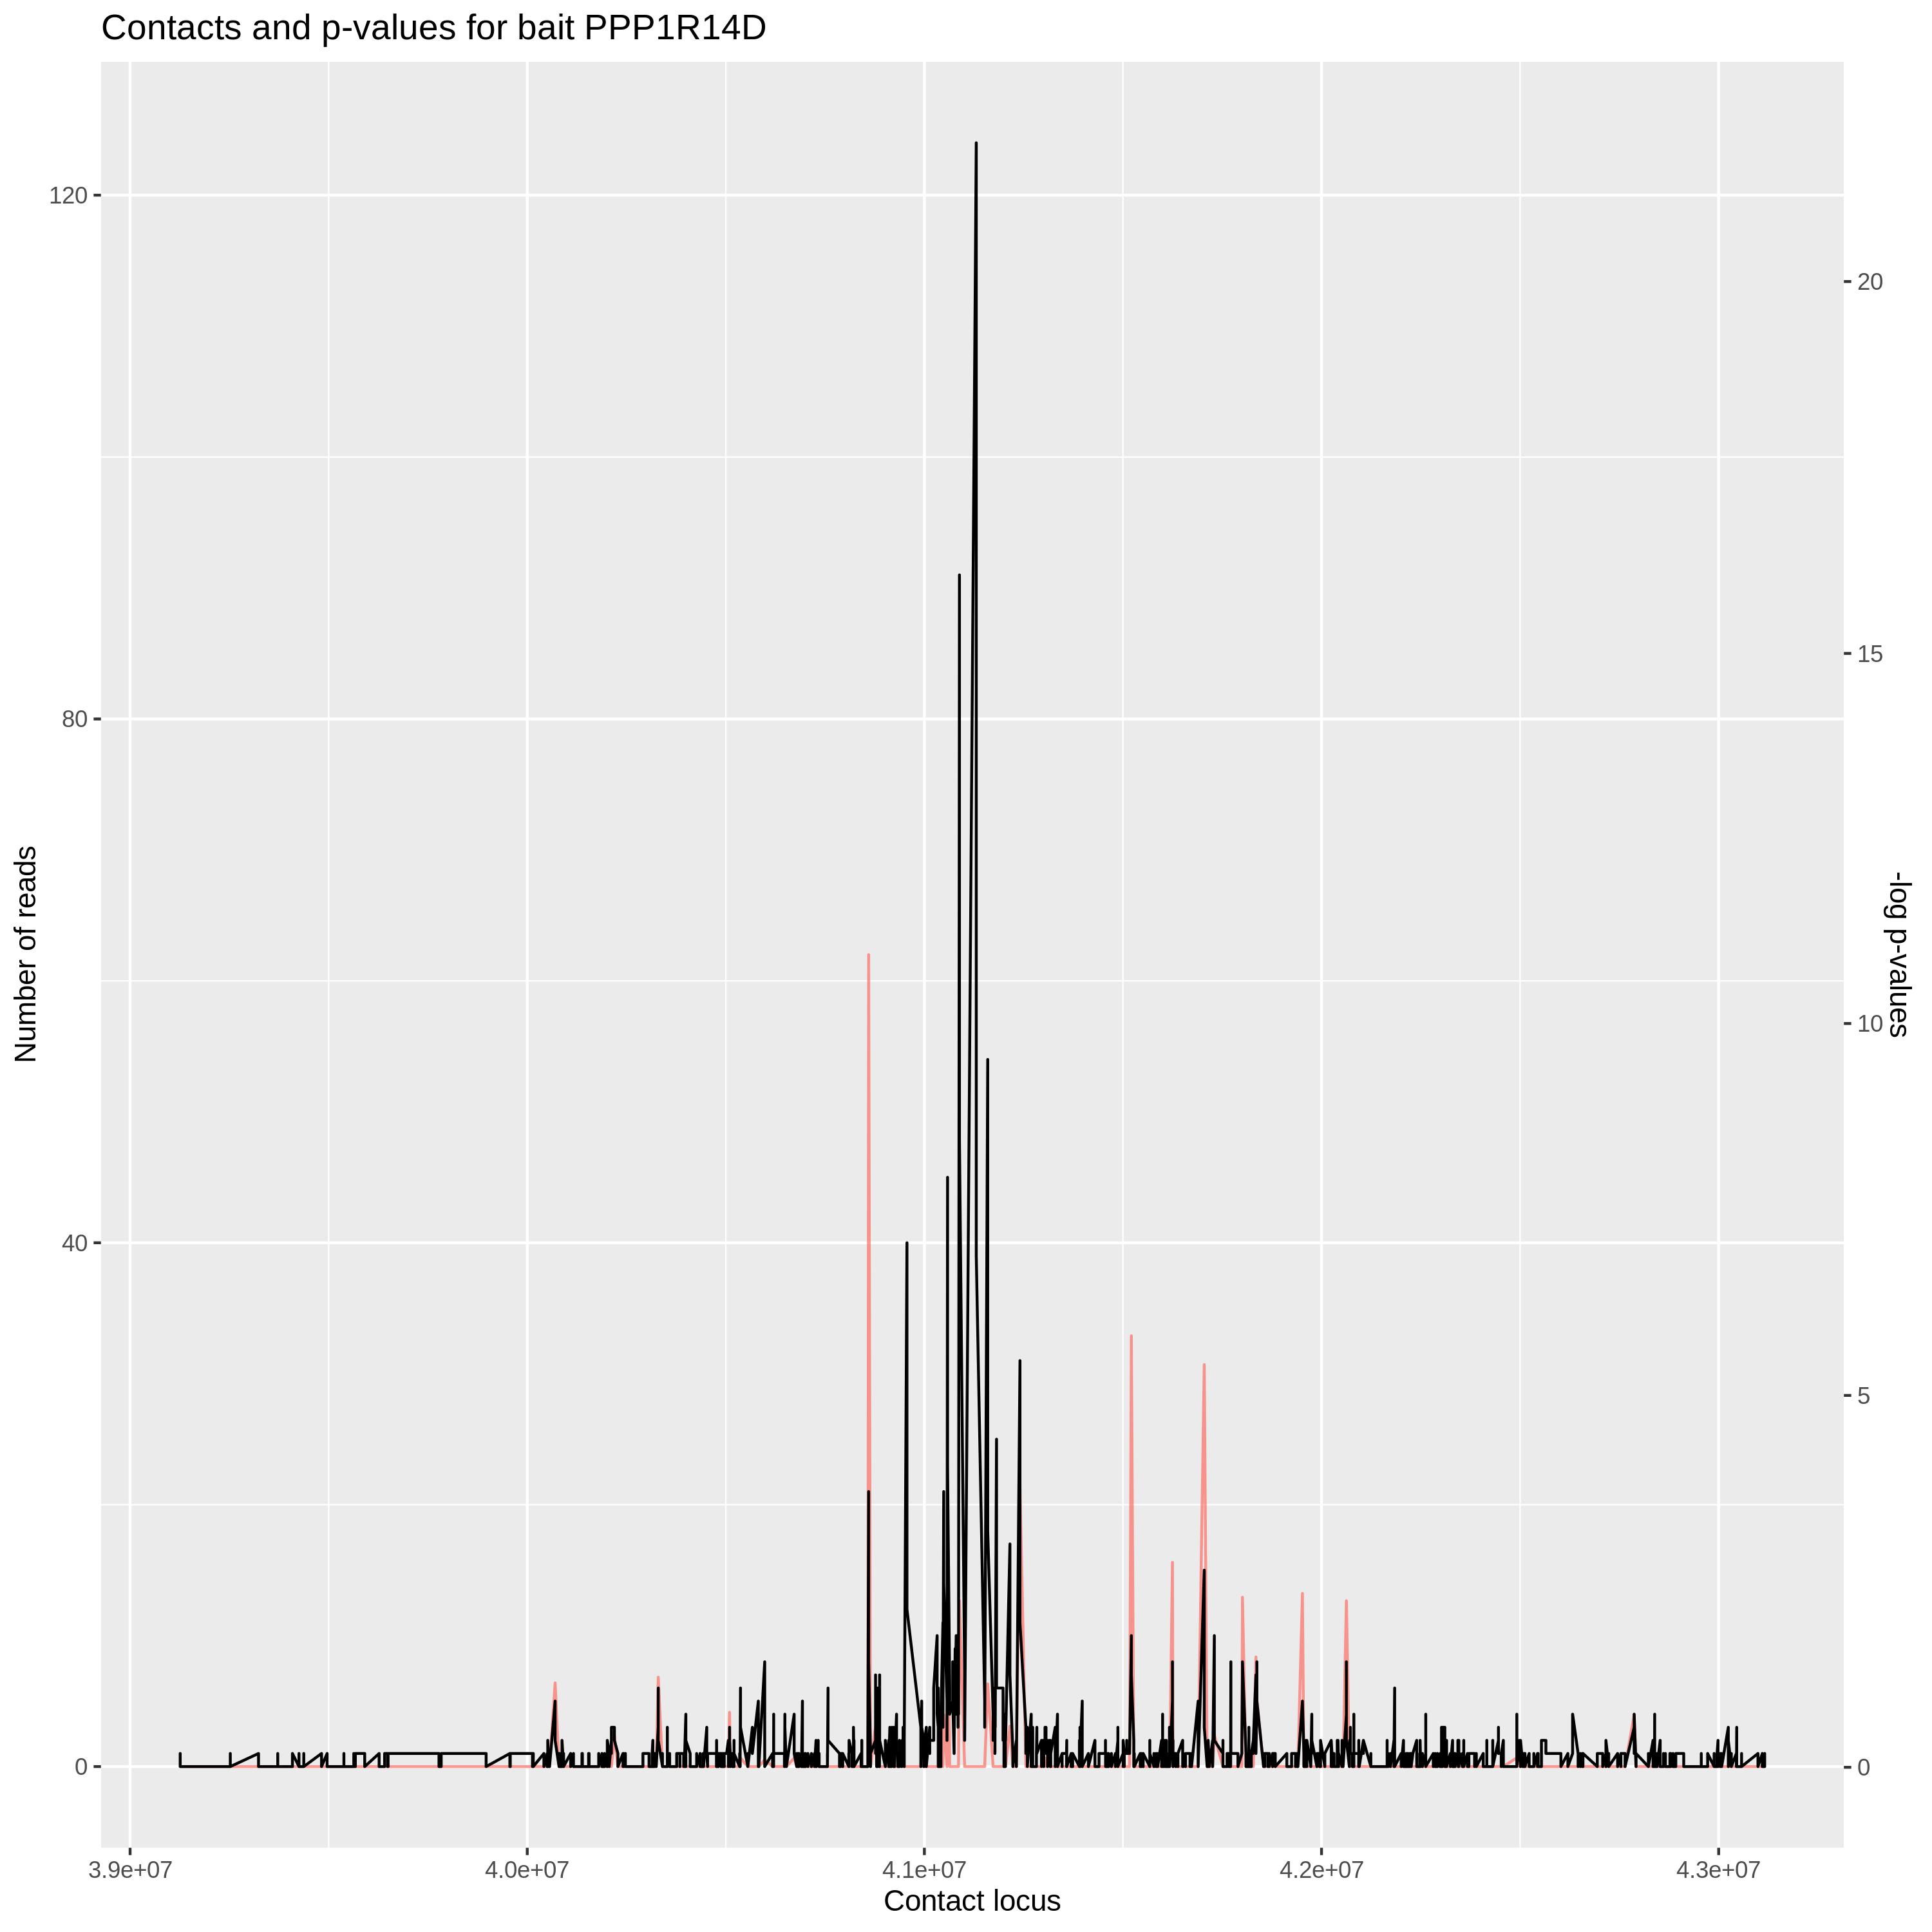 Contacts and p-values for bait PPP1R14D
120
80
40
0
Number of reads
20
15
10
5
0
-log p-values
3.9e+07
4.0e+07
4.1e+07
4.2e+07
4.3e+07
Contact locus